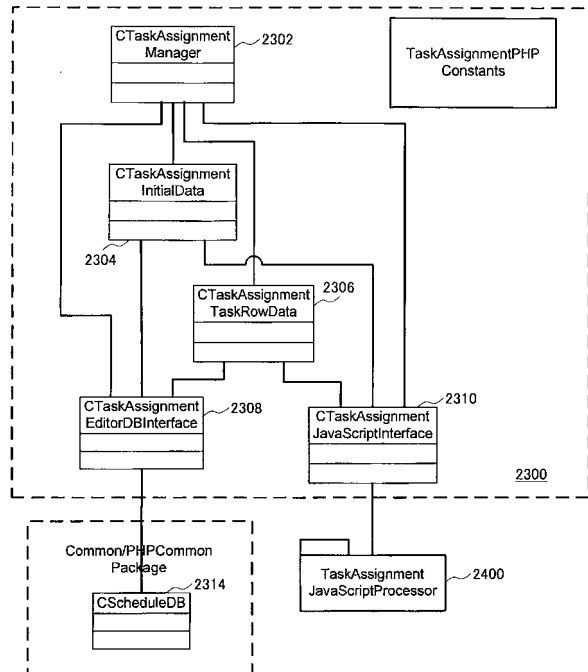 CTaskAssignment
Manager
2302
TaskAssignmentPHP
Constants
CTaskAssignment
InitialData
2304
CTaskAssignment
TaskRowData
2306
CTaskAssignment
EditorDBInterface
2308
CTaskAssignment
JavaScriptInterface
2310
2300
Common/PHPCommon
Package
CScheduleDB
2314
TaskAssignment
JavaScriptProcessor
2400